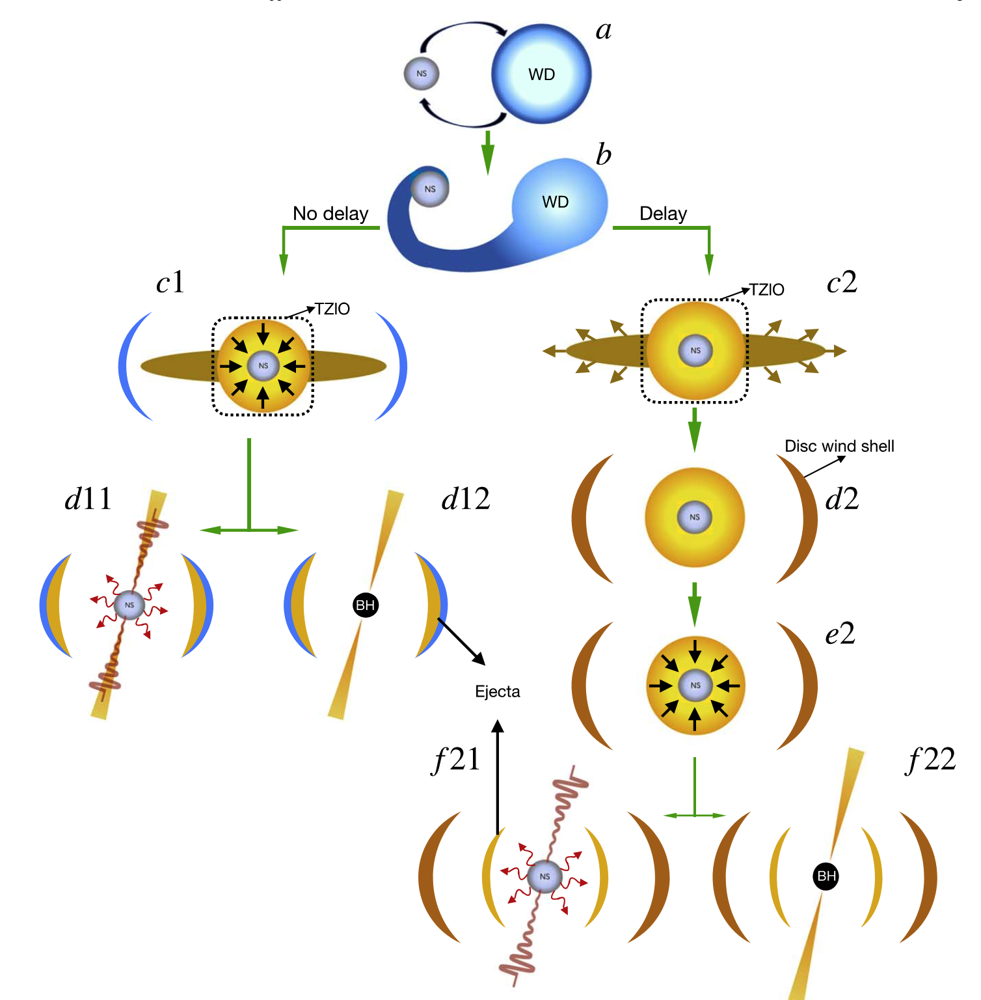 a
NS
WD
b
NS
WD
No delay
Delay
c1
TZIO
NS
c2
TZIO
NS
Disc wind shell
d11
d12
d2
NS
NS
BH
e2
NS
Ejecta
f21
f22
NS
BH